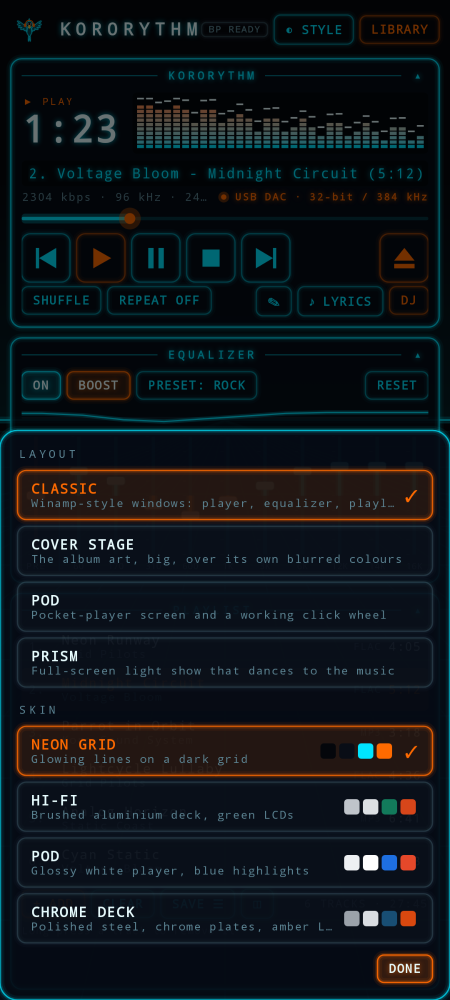 KORORYTHM
BP READY
◐ STYLE
LIBRARY
KORORYTHM
▶ PLAY
1:23
2. Voltage Bloom - Midnight Circuit (5:12)
2304 kbps · 96 kHz · 24…
USB DAC · 32-bit / 384 kHz
SHUFFLE
REPEAT OFF
✎
♪ LYRICS
DJ
EQUALIZER
ON
BOOST
PRESET: ROCK
RESET
LAYOUT
CLASSIC
Winamp-style windows: player, equalizer, playl…
✓
COVER STAGE
The album art, big, over its own blurred colours
POD
Pocket-player screen and a working click wheel
PRISM
Full-screen light show that dances to the music
SKIN
NEON GRID
Glowing lines on a dark grid
✓
HI-FI
Brushed aluminium deck, green LCDs
POD
Glossy white player, blue highlights
CHROME DECK
Polished steel, chrome plates, amber L…
DONE